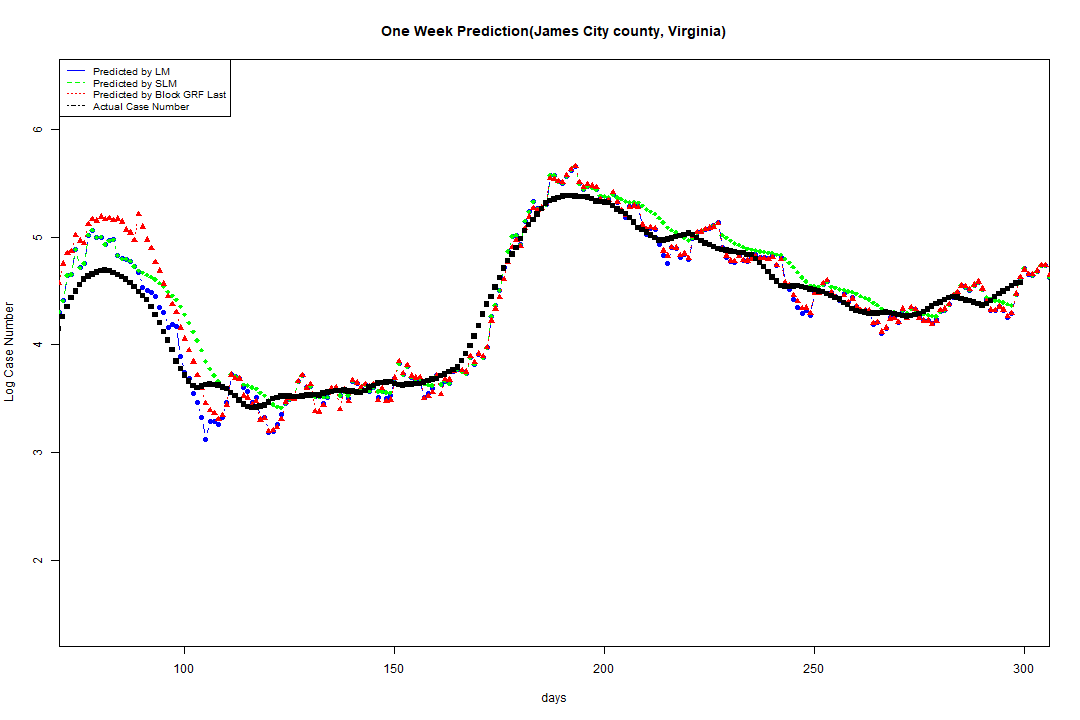 One Week Prediction(James City county, Virginia)
Predicted by LM
Predicted by SLM
Predicted by Block GRF Last
Actual Case Number
Log Case Number
6
5
4
3
2
100 150 200 250 300
days